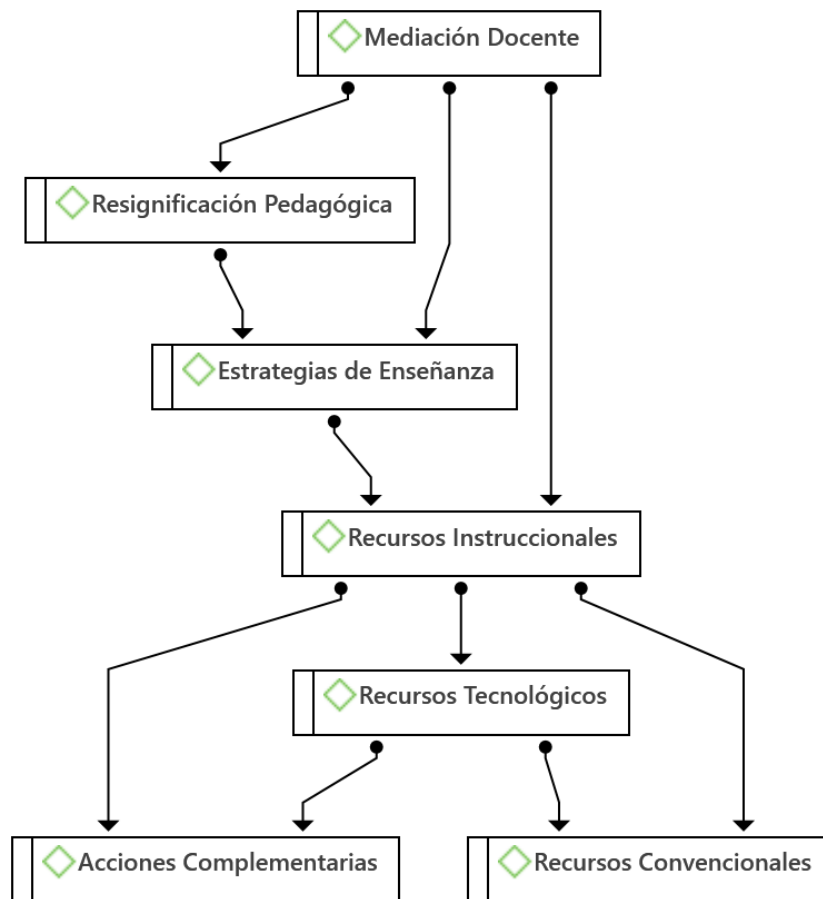 Mediación Docente
Resignificación Pedagógica
Estrategias de Enseñanza
Recursos Instruccionales
Recursos Tecnológicos
Acciones Complementarias
Recursos Convencionales